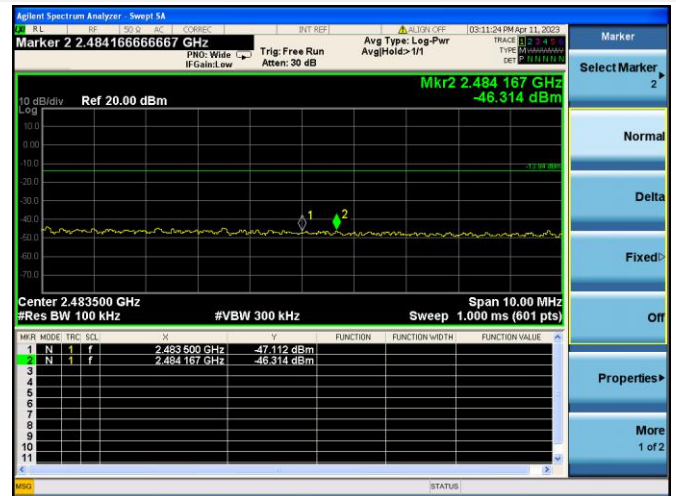 Agilent Spectrum Analyzer - Swept SA
RL RF 50 Ω AC CORREC INT REF ALIGN OFF 03:11:24 PM Apr 11, 2023
Marker 2 2.484166666667 GHz
PNO: Wide
IFGain:Low
Trig: Free Run
Atten: 30 dB
Avg Type: Log-Pwr
Avg|Hold>1/1
TRACE 1 2 3 4 5 6
TYPE
DET P N N N N N
Mkr2 2.484 167 GHz
-46.314 dBm
10 dB/div Ref 20.00 dBm
Log
10.0
0.00
-10.0
-13.94 dBm
-20.0
-30.0
-40.0
1 2
-50.0
-60.0
-70.0
Center 2.483500 GHz Span 10.00 MHz
#Res BW 100 kHz #VBW 300 kHz Sweep 1.000 ms (601 pts)
MKR MODE TRC SCL X Y FUNCTION FUNCTION WIDTH FUNCTION VALUE
1 N 1 f 2.483 500 GHz -47.112 dBm
2 N 1 f 2.484 167 GHz -46.314 dBm
3
4
5
6
7
8
9
10
11
MSG STATUS
Marker
Select Marker
2
Normal
Delta
Fixed
Off
Properties
More
1 of 2